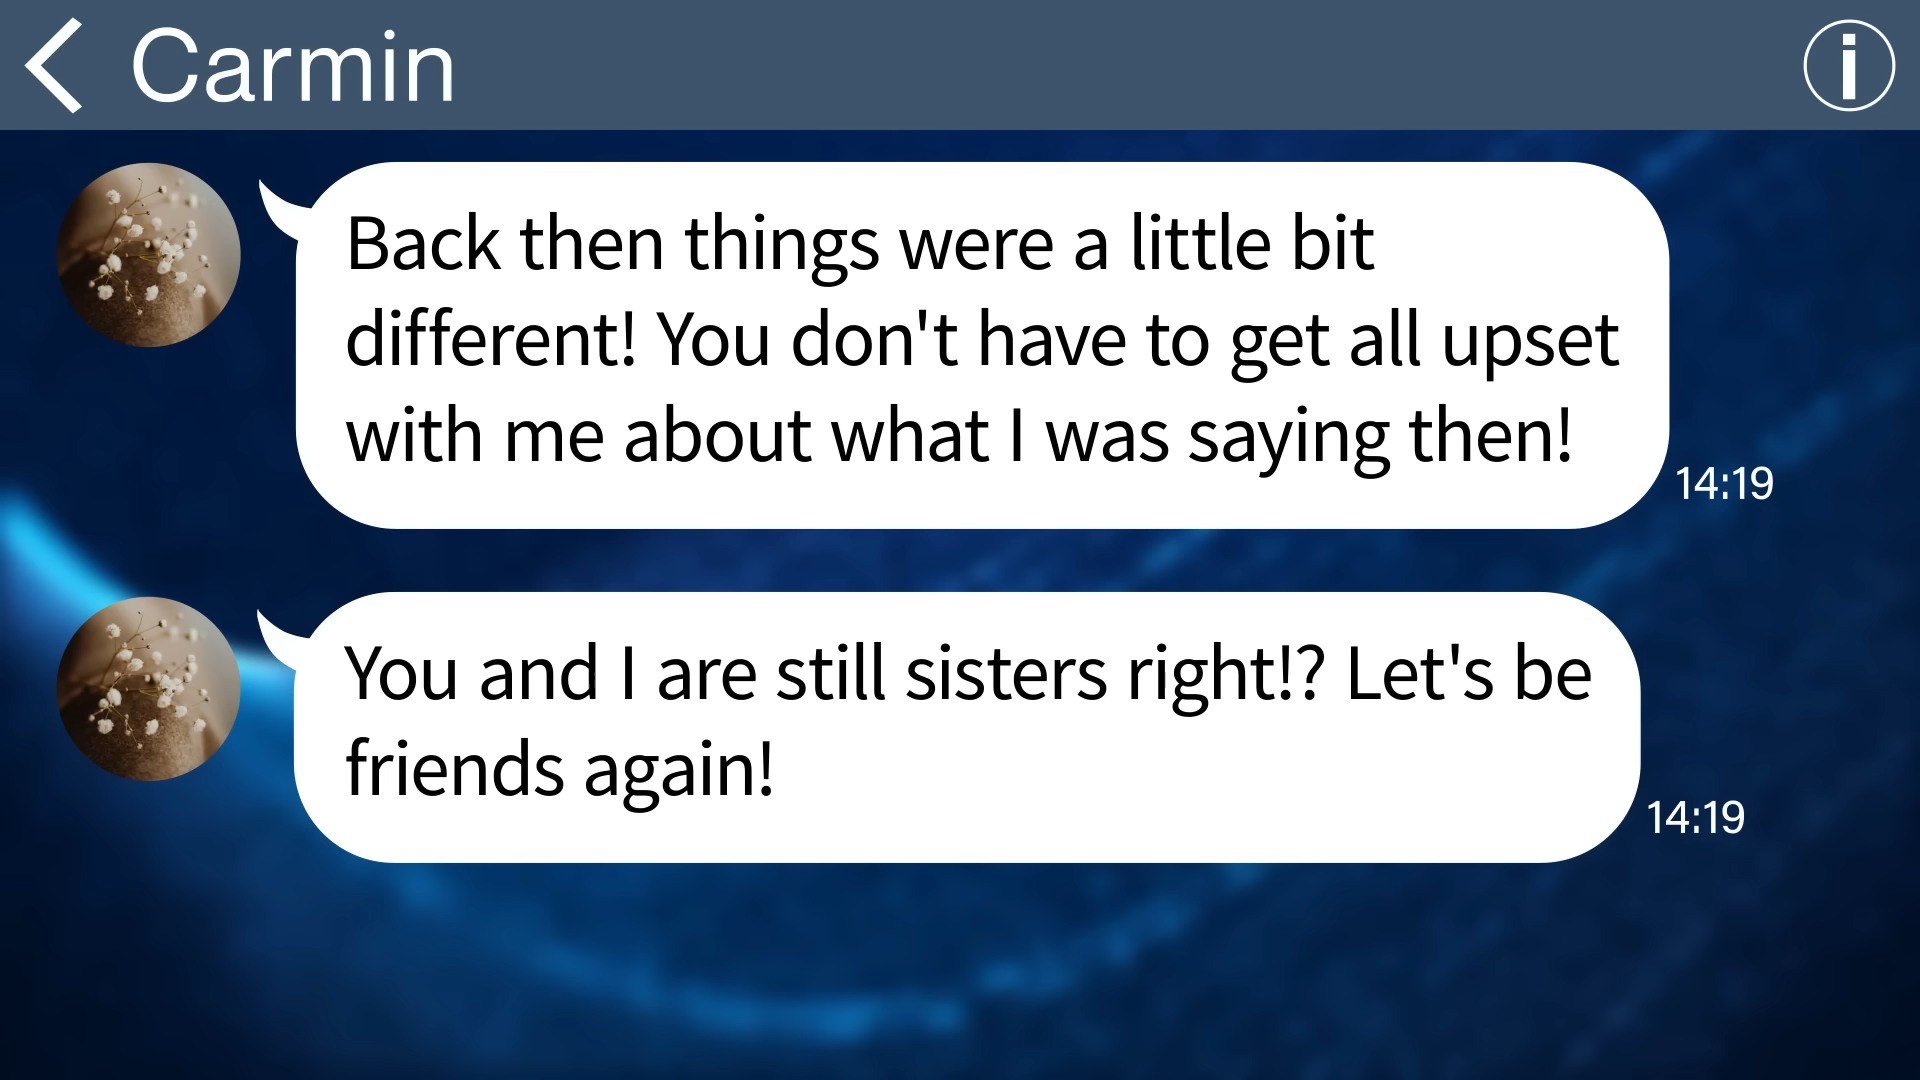 Carmin
Back then things were a little bit
different! You don't have to get all upset
with me about what I was saying then!
14:19
You and I are still sisters right!? Let's be
friends again!
14:19